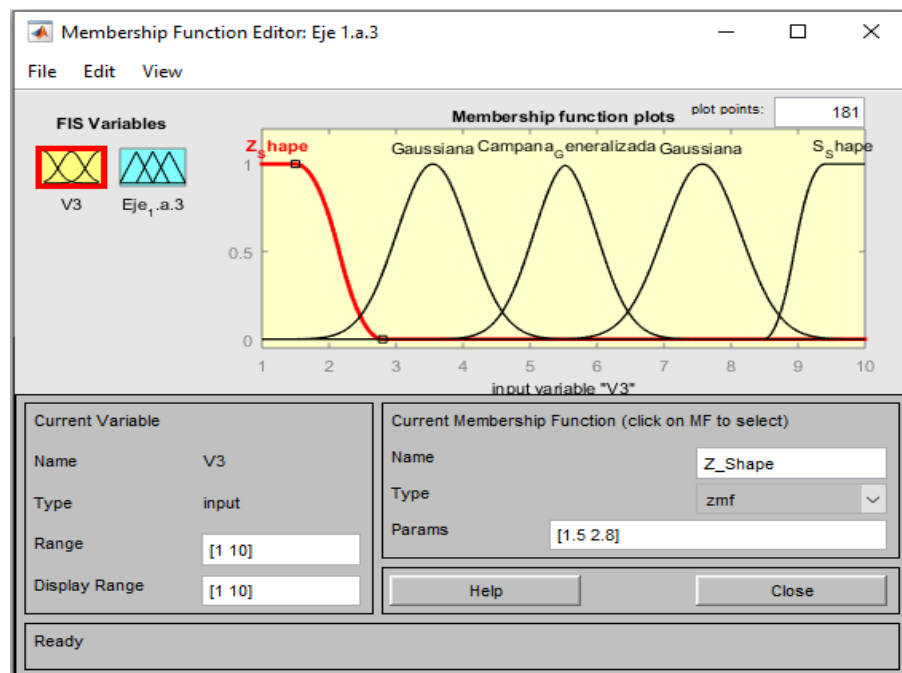 Membership Function Editor: Eje 1.a.3
File Edit View
FIS Variables
Membership function plots plot points: 181
Z_Shape Gaussiana Campana_Generalizada Gaussiana S_Shape
1
0.5
0
V3 Eje_1.a.3
1 2 3 4 5 6 7 8 9 10
input variable "V3"
Current Variable
Name V3
Type input
Range [1 10]
Display Range [1 10]
Current Membership Function (click on MF to select)
Name Z_Shape
Type zmf
Params [1.5 2.8]
Help Close
Ready